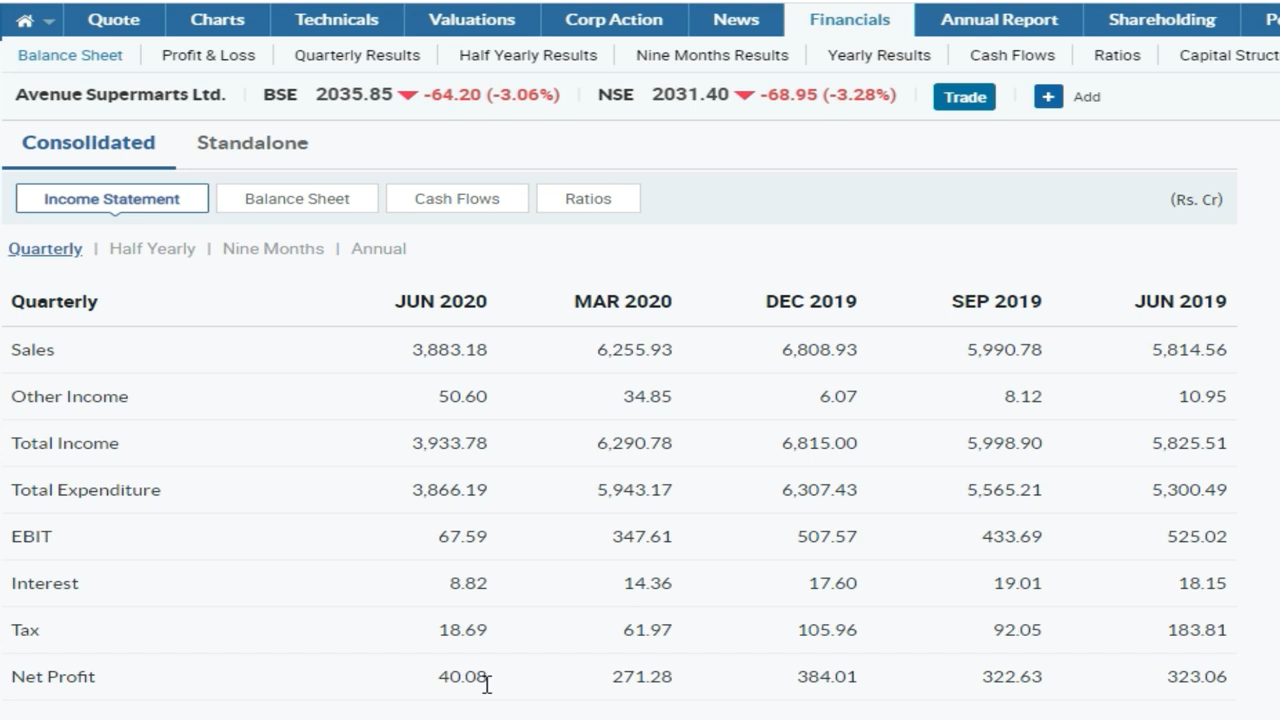 Quote Charts Technicals Valuations Corp Action News Financials Annual Report Shareholding
Balance Sheet Profit & Loss Quarterly Results Half Yearly Results Nine Months Results Yearly Results Cash Flows Ratios Capital Struct
Avenue Supermarts Ltd. BSE 2035.85 -64.20 (-3.06%) NSE 2031.40 -68.95 (-3.28%) Trade + Add
Consolidated Standalone
Income Statement Balance Sheet Cash Flows Ratios (Rs. Cr)
Quarterly | Half Yearly | Nine Months | Annual
Quarterly JUN 2020 MAR 2020 DEC 2019 SEP 2019 JUN 2019
Sales 3,883.18 6,255.93 6,808.93 5,990.78 5,814.56
Other Income 50.60 34.85 6.07 8.12 10.95
Total Income 3,933.78 6,290.78 6,815.00 5,998.90 5,825.51
Total Expenditure 3,866.19 5,943.17 6,307.43 5,565.21 5,300.49
EBIT 67.59 347.61 507.57 433.69 525.02
Interest 8.82 14.36 17.60 19.01 18.15
Tax 18.69 61.97 105.96 92.05 183.81
Net Profit 40.08 271.28 384.01 322.63 323.06